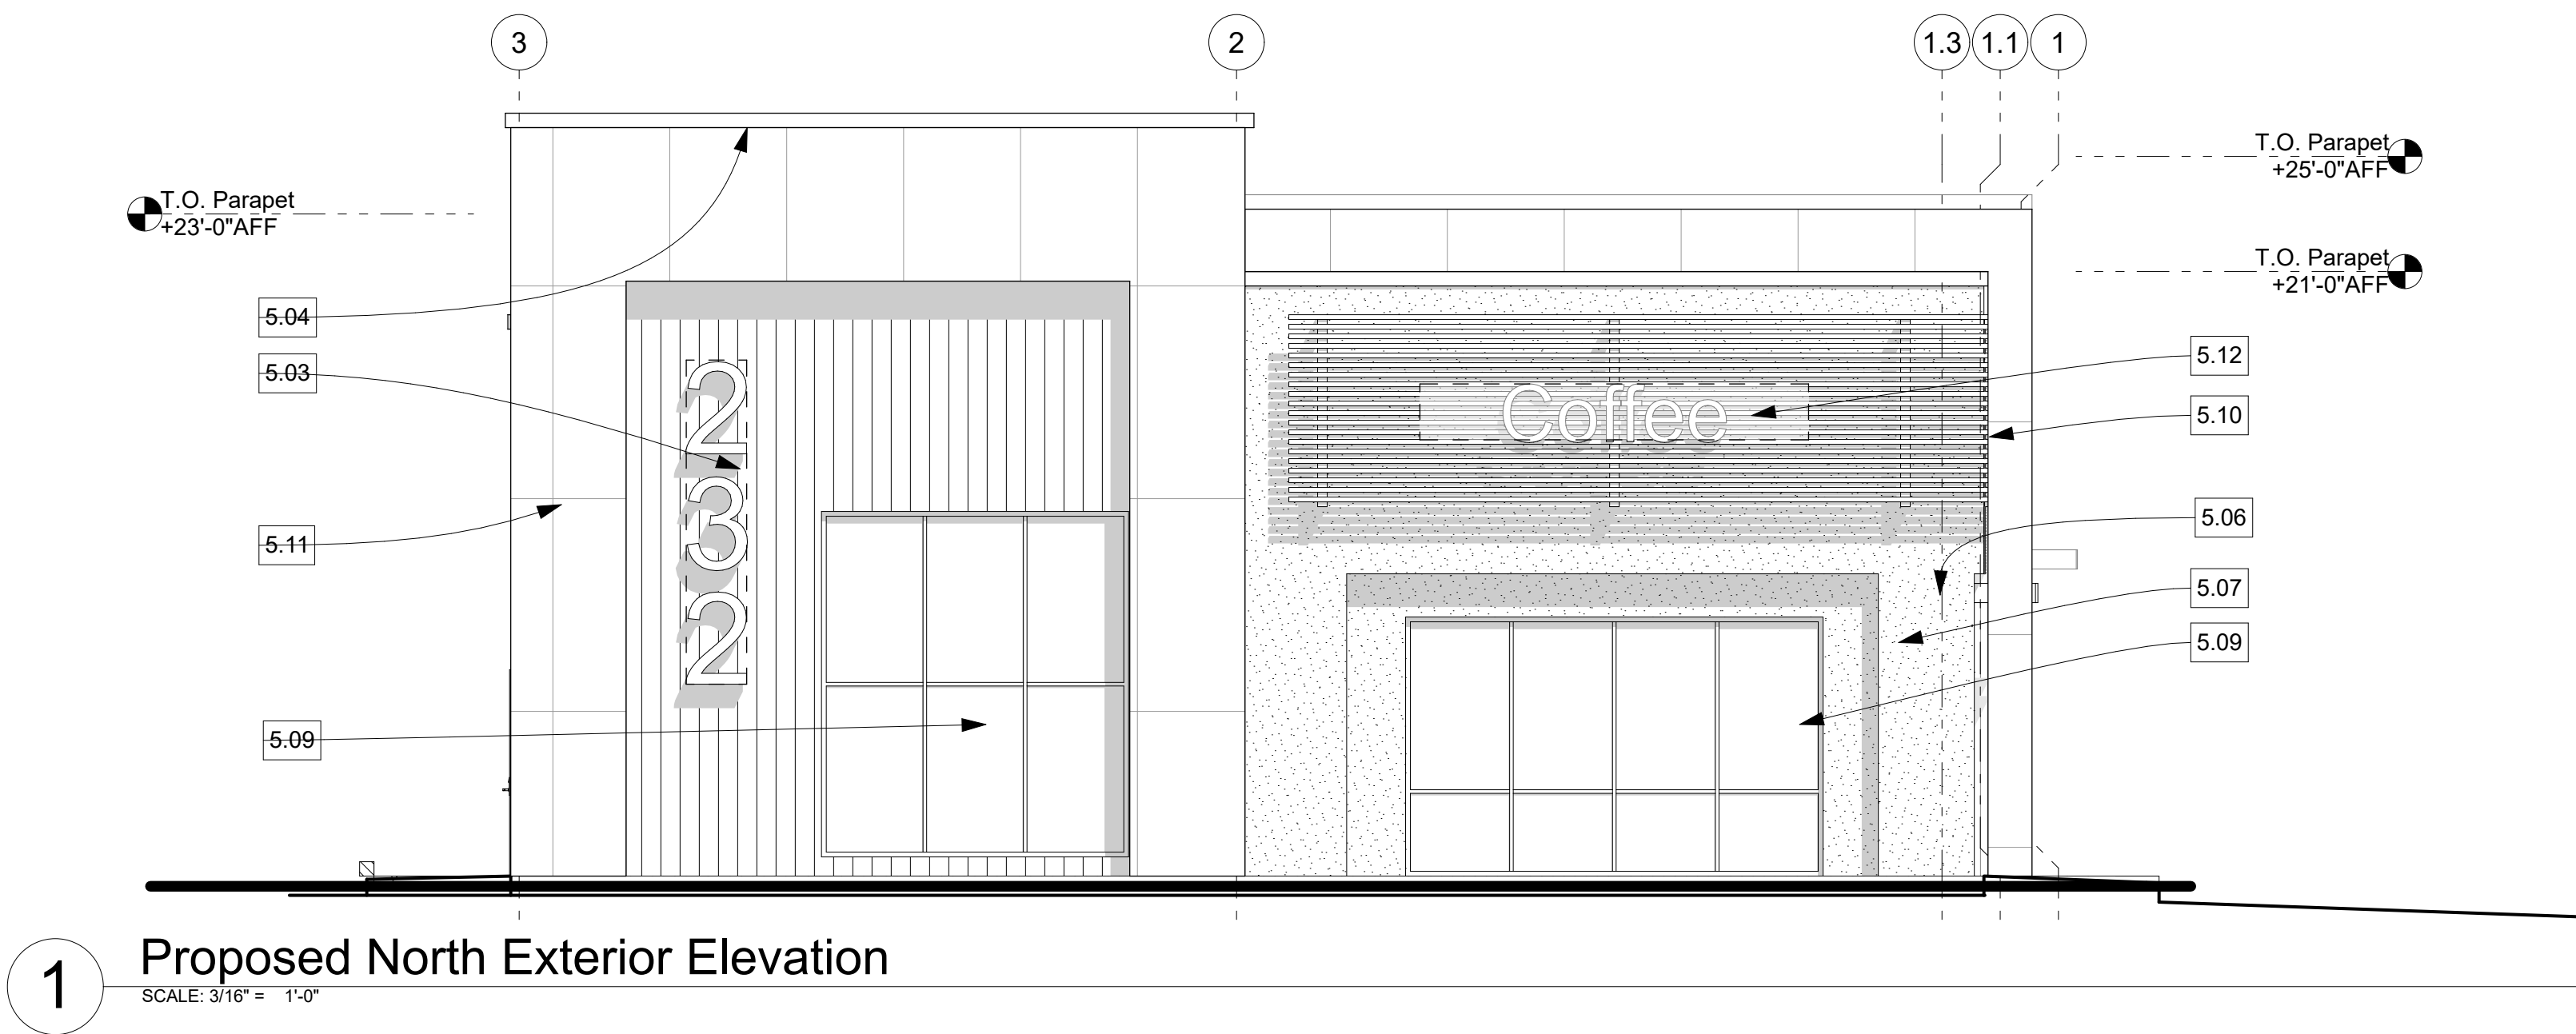 3
2
1.3
1.1
1
T.O. Parapet
+25'-0"AFF
T.O. Parapet
+23'-0"AFF
T.O. Parapet
+21'-0"AFF
5.04
5.03
5.11
5.09
2
3
2
Coffee
5.12
5.10
5.06
5.07
5.09
1
Proposed North Exterior Elevation
SCALE: 3/16" = 1'-0"